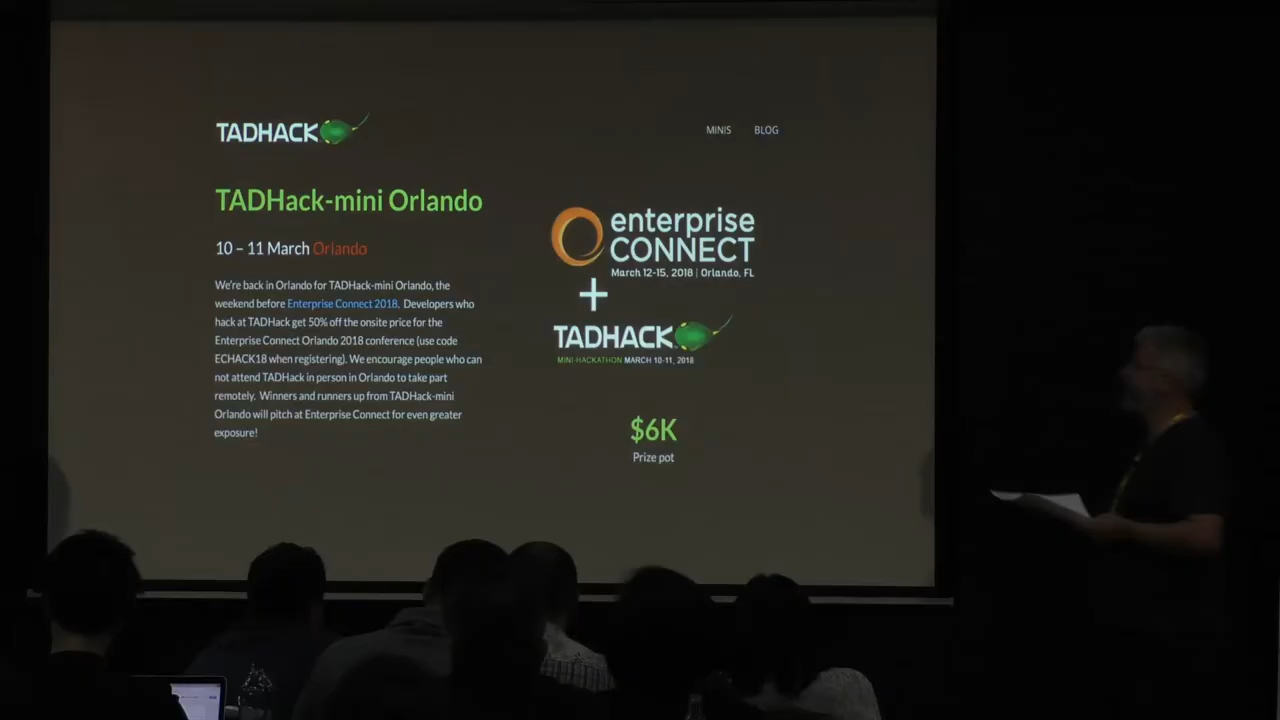 TADHACK
MINIS BLOG
TADHack-mini Orlando
10 – 11 March Orlando
We're back in Orlando for TADHack-mini Orlando, the
weekend before Enterprise Connect 2018. Developers who
hack at TADHack get 50% off the onsite price for the
Enterprise Connect Orlando 2018 conference (use code
ECHACK18 when registering). We encourage people who can
not attend TADHack in person in Orlando to take part
remotely. Winners and runners up from TADHack-mini
Orlando will pitch at Enterprise Connect for even greater
exposure!
enterprise
CONNECT
March 12-15, 2018 | Orlando, FL
+
TADHACK
MINI-HACKATHON MARCH 10-11, 2018
$6K
Prize pot